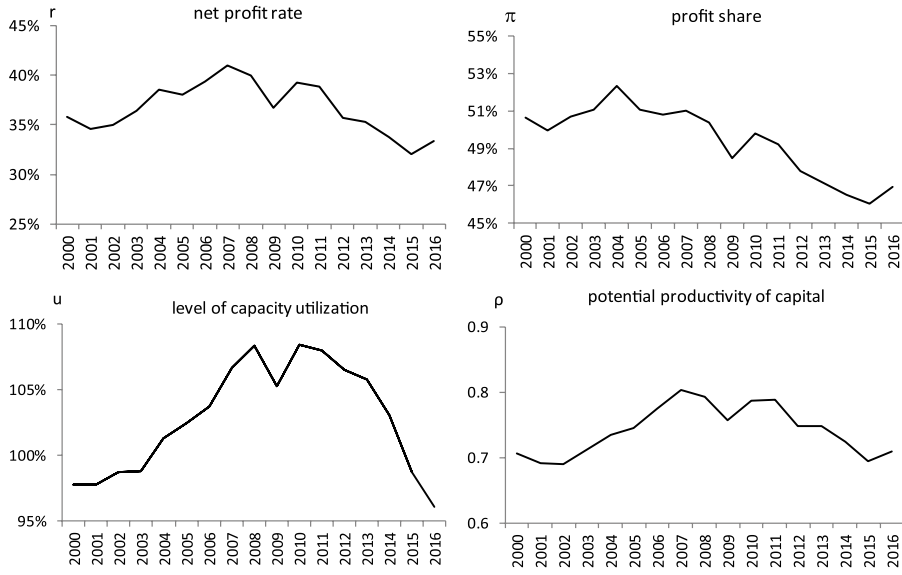 r
net profit rate
45%
40%
35%
30%
25%
2000 2001 2002 2003 2004 2005 2006 2007 2008 2009 2010 2011 2012 2013 2014 2015 2016
π
profit share
55%
53%
51%
49%
47%
45%
2000 2001 2002 2003 2004 2005 2006 2007 2008 2009 2010 2011 2012 2013 2014 2015 2016
u
level of capacity utilization
110%
105%
100%
95%
2000 2001 2002 2003 2004 2005 2006 2007 2008 2009 2010 2011 2012 2013 2014 2015 2016
ρ
potential productivity of capital
0.9
0.8
0.7
0.6
2000 2001 2002 2003 2004 2005 2006 2007 2008 2009 2010 2011 2012 2013 2014 2015 2016